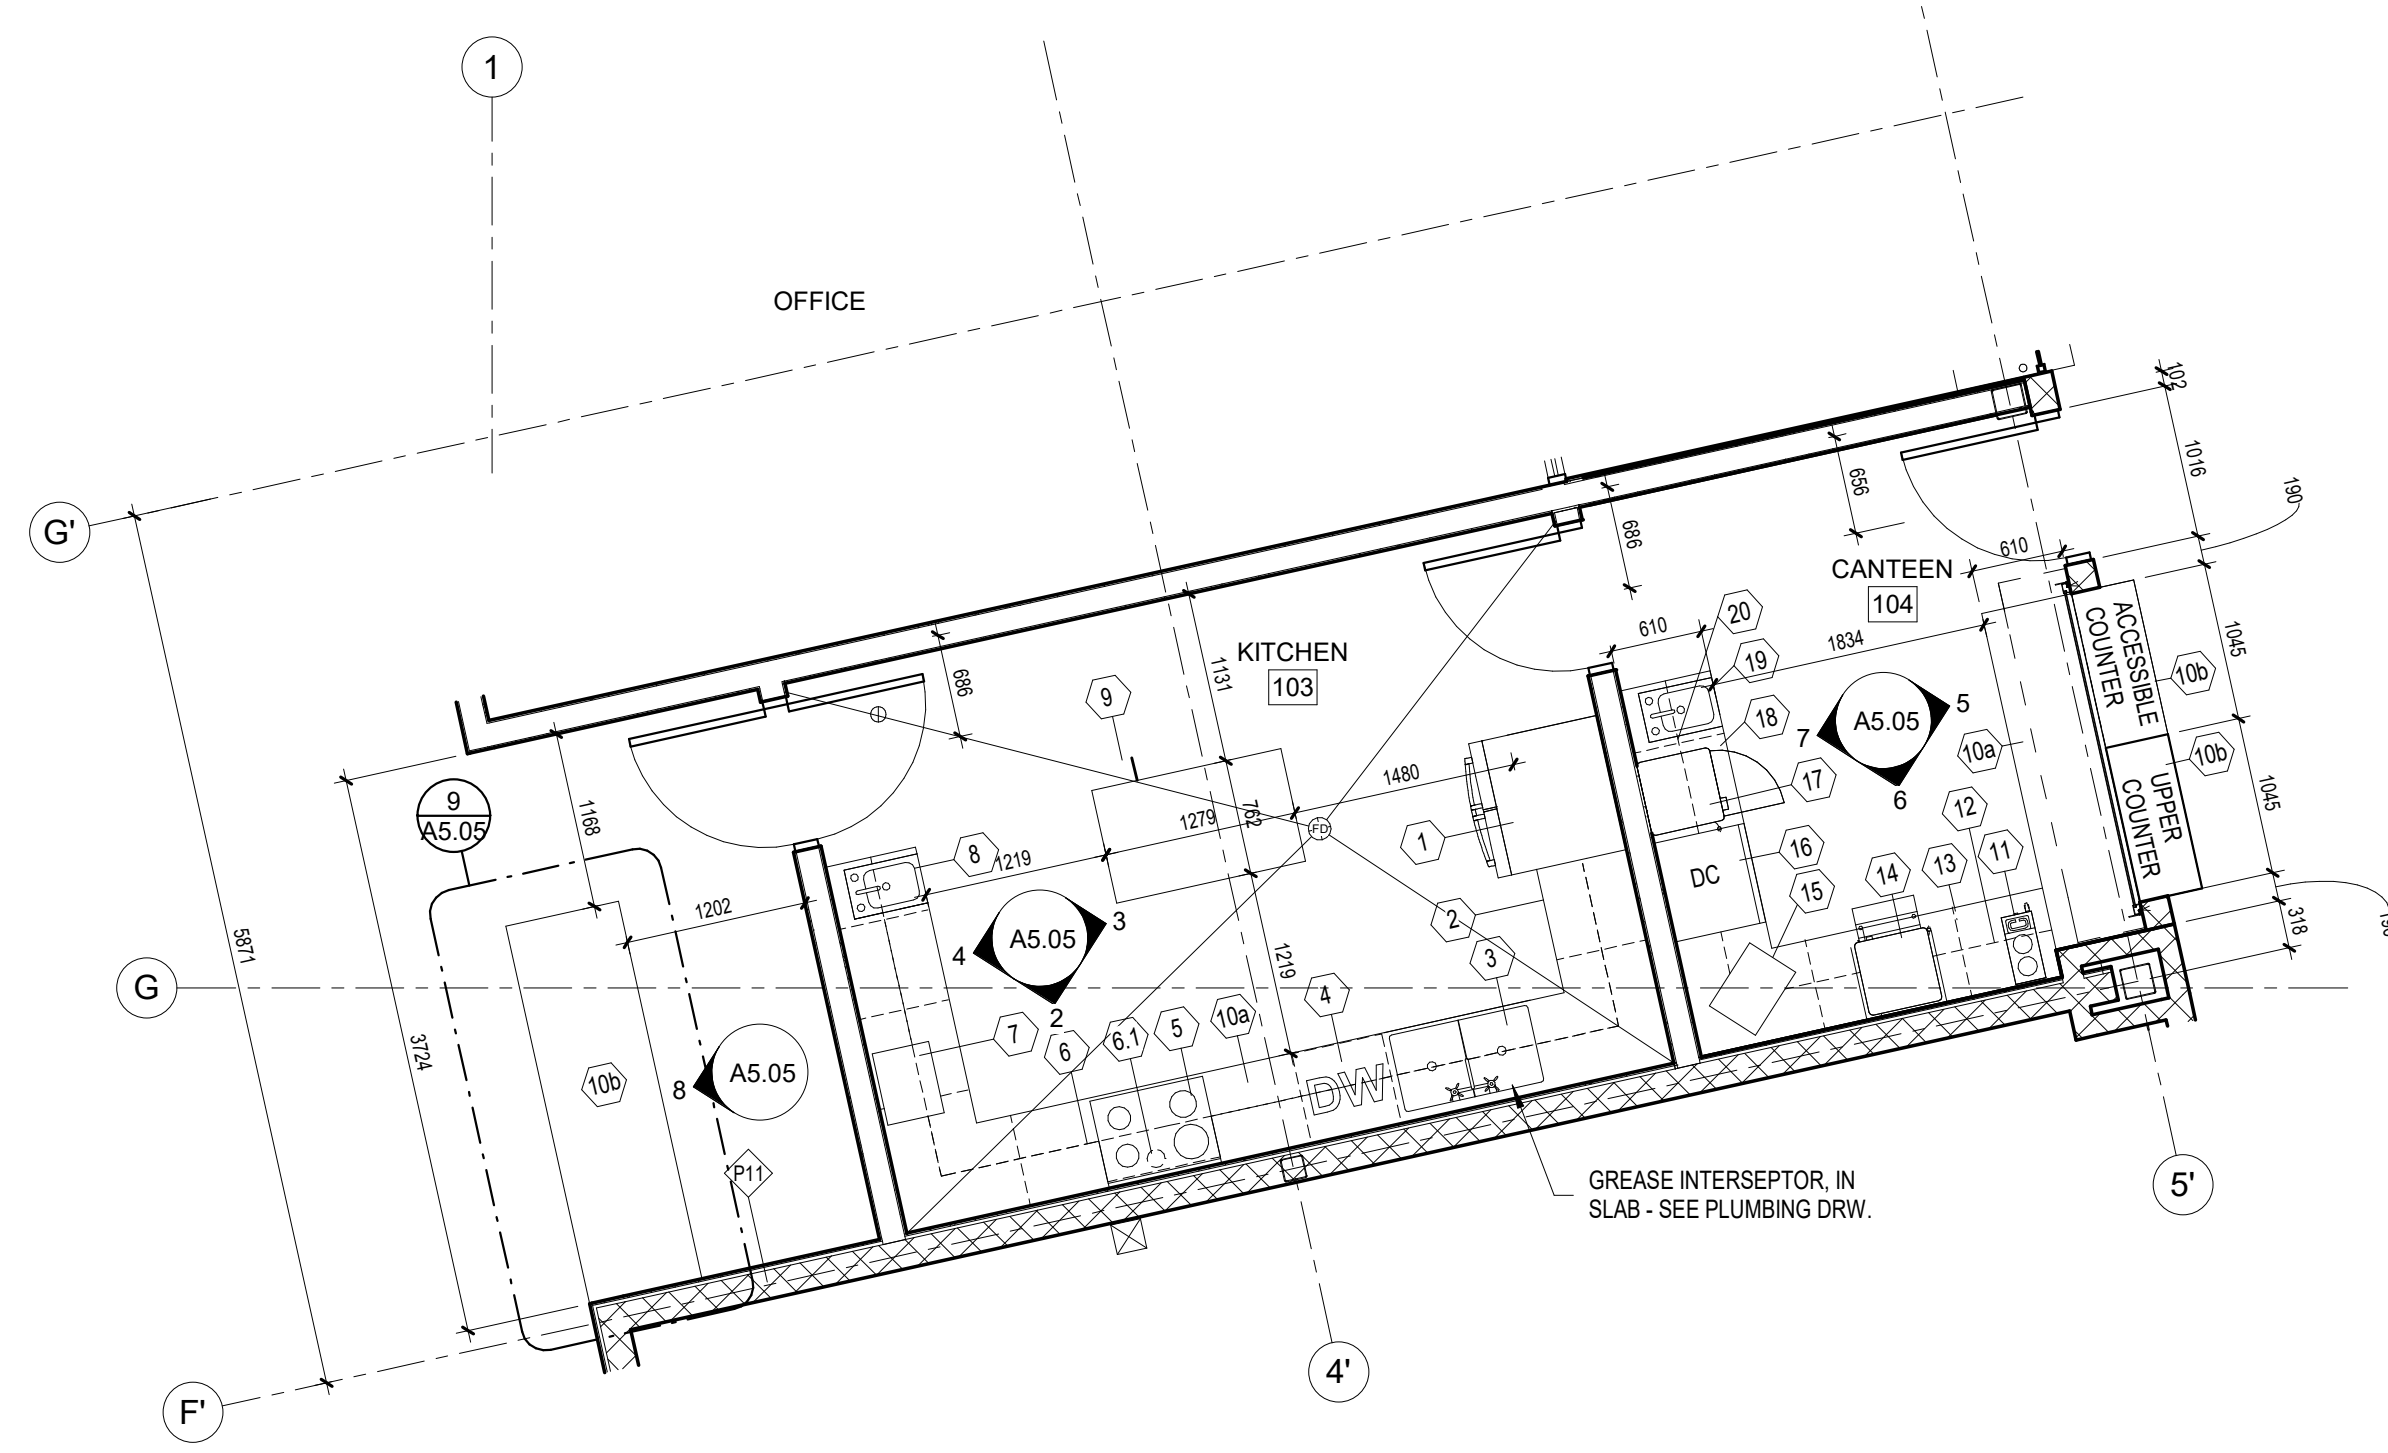 1
OFFICE
G'
102
1016
190
656
686
610
CANTEEN
104
ACCESSIBLE
COUNTER
1045
10b
KITCHEN
103
1131
610
20
19
1834
5
A5.05
7
6
18
10a
10b
UPPER
COUNTER
1045
686
9
1480
762
1279
FD
17
12
11
13
14
16
15
DC
9
A5.05
1168
8
1219
1
2
3
1202
3
A5.05
4
2
1219
318
190
5871
G
3724
7
6
6.1
5
10a
4
DW
10b
A5.05
8
P11
GREASE INTERSEPTOR, IN
SLAB - SEE PLUMBING DRW.
5'
4'
F'